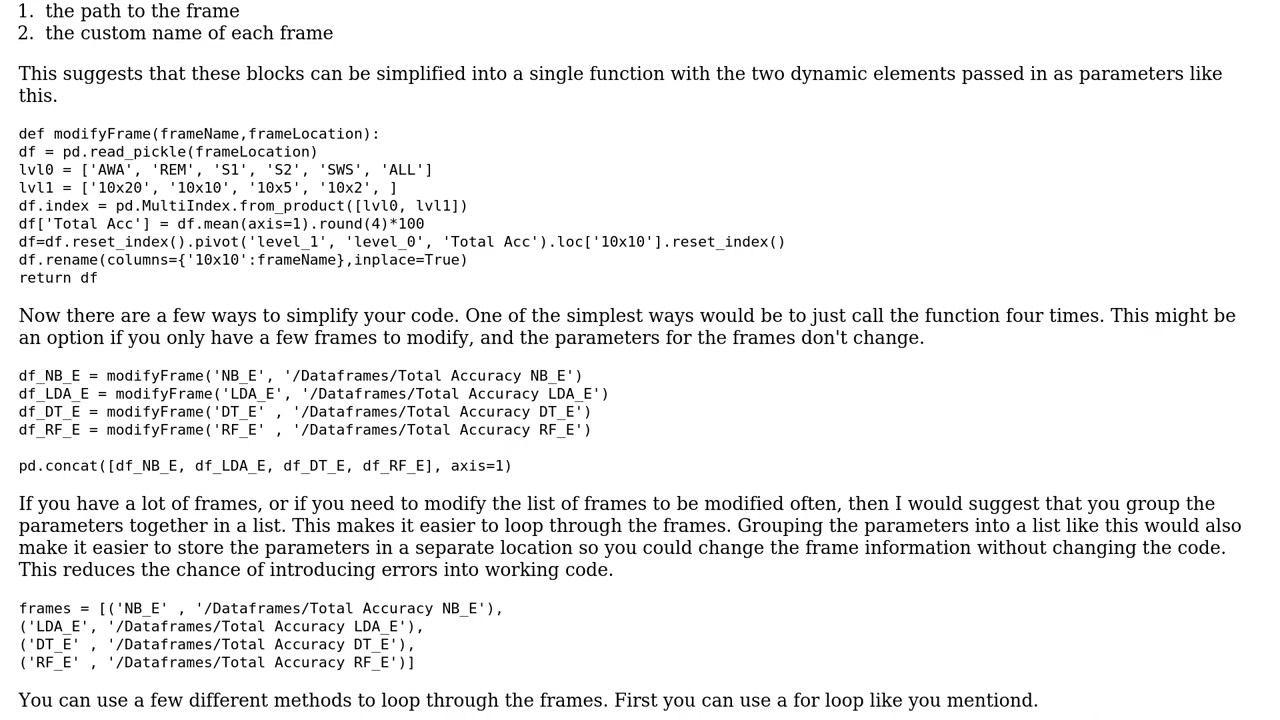 1. the path to the frame
2. the custom name of each frame
This suggests that these blocks can be simplified into a single function with the two dynamic elements passed in as parameters like
this.
def modifyFrame(frameName,frameLocation):
df = pd.read_pickle(frameLocation)
lvl0 = ['AWA', 'REM', 'S1', 'S2', 'SWS', 'ALL']
lvl1 = ['10x20', '10x10', '10x5', '10x2', ]
df.index = pd.MultiIndex.from_product([lvl0, lvl1])
df['Total Acc'] = df.mean(axis=1).round(4)*100
df=df.reset_index().pivot('level_1', 'level_0', 'Total Acc').loc['10x10'].reset_index()
df.rename(columns={'10x10':frameName},inplace=True)
return df
Now there are a few ways to simplify your code. One of the simplest ways would be to just call the function four times. This might be
an option if you only have a few frames to modify, and the parameters for the frames don't change.
df_NB_E = modifyFrame('NB_E', '/Dataframes/Total Accuracy NB_E')
df_LDA_E = modifyFrame('LDA_E', '/Dataframes/Total Accuracy LDA_E')
df_DT_E = modifyFrame('DT_E' , '/Dataframes/Total Accuracy DT_E')
df_RF_E = modifyFrame('RF_E' , '/Dataframes/Total Accuracy RF_E')
pd.concat([df_NB_E, df_LDA_E, df_DT_E, df_RF_E], axis=1)
If you have a lot of frames, or if you need to modify the list of frames to be modified often, then I would suggest that you group the
parameters together in a list. This makes it easier to loop through the frames. Grouping the parameters into a list like this would also
make it easier to store the parameters in a separate location so you could change the frame information without changing the code.
This reduces the chance of introducing errors into working code.
frames = [('NB_E' , '/Dataframes/Total Accuracy NB_E'),
('LDA_E', '/Dataframes/Total Accuracy LDA_E'),
('DT_E' , '/Dataframes/Total Accuracy DT_E'),
('RF_E' , '/Dataframes/Total Accuracy RF_E')]
You can use a few different methods to loop through the frames. First you can use a for loop like you mentiond.